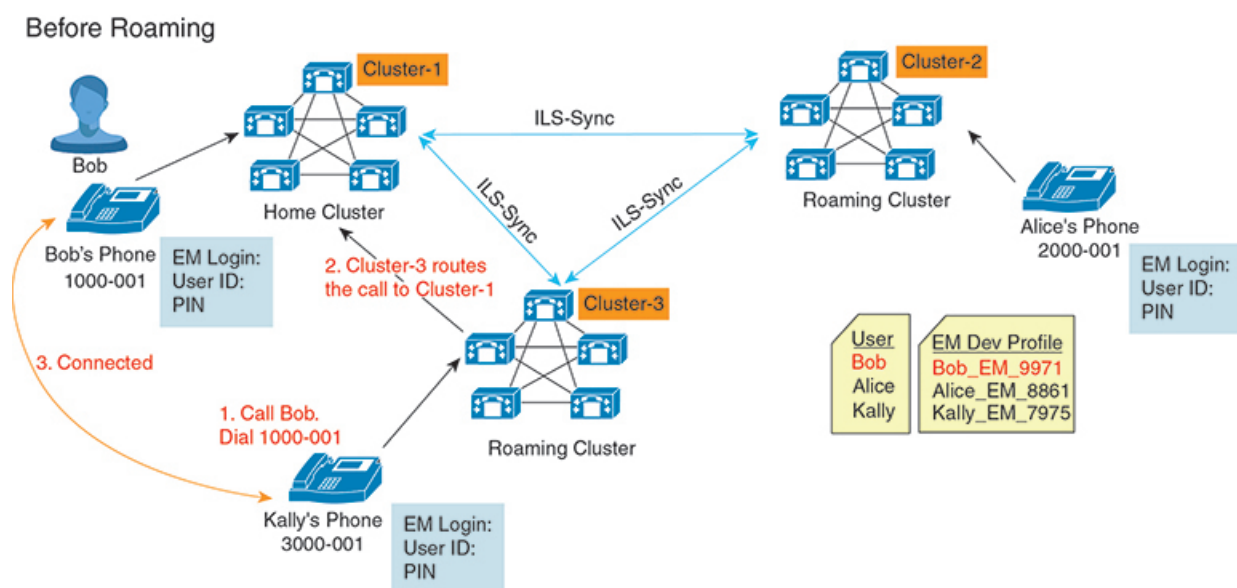 Before Roaming
Cluster-1
Cluster-2
ILS-Sync
Bob
ILS-Sync
ILS-Sync
Home Cluster
Roaming Cluster
Bob's Phone
1000-001
EM Login:
User ID:
PIN
Alice's Phone
2000-001
EM Login:
User ID:
PIN
2. Cluster-3 routes
the call to Cluster-1
Cluster-3
3. Connected
1. Call Bob.
Dial 1000-001
Roaming Cluster
User
Bob
Alice
Kally
EM Dev Profile
Bob_EM_9971
Alice_EM_8861
Kally_EM_7975
Kally's Phone
3000-001
EM Login:
User ID:
PIN